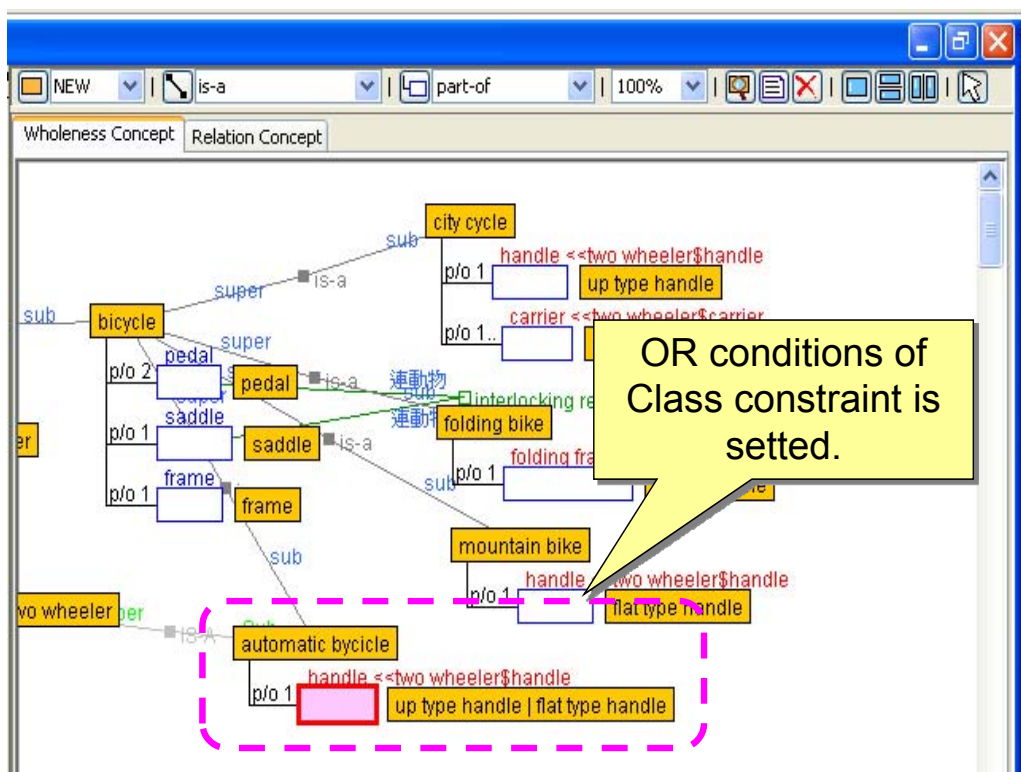 NEW
is-a
part-of
100%
Wholeness Concept
Relation Concept
city cycle
sub
handle <<two wheeler$handle
p/o 1
up type handle
is-a
super
carrier <<two wheeler$carrier
p/o 1..
sub
bicycle
super
pedal
p/o 2
pedal
is-a
連動物
sub
interlocking re
連動
saddle
p/o 1
saddle
is-a
folding bike
folding fra
sub
p/o 1
frame
p/o 1
frame
OR conditions of
Class constraint is
setted.
mountain bike
sub
handle
two wheeler$handle
p/o 1
flat type handle
wo wheeler
per
IS-A
Sub
automatic bycicle
handle <<two wheeler$handle
p/o 1
up type handle | flat type handle